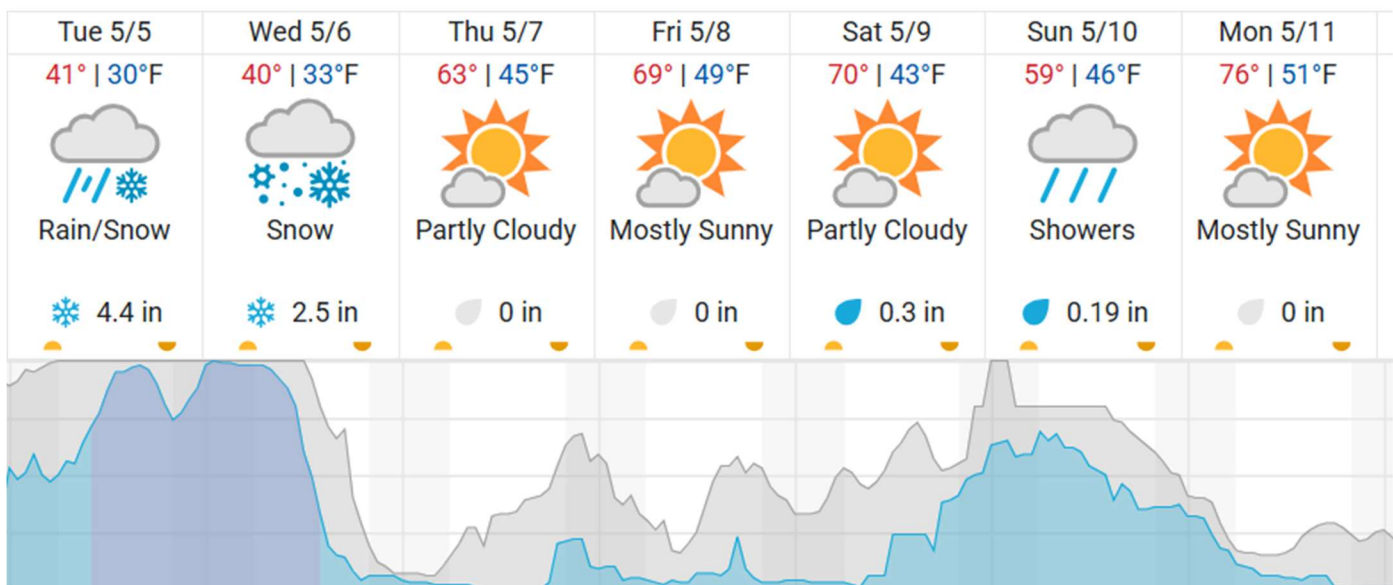 Tue 5/5 Wed 5/6 Thu 5/7 Fri 5/8 Sat 5/9 Sun 5/10 Mon 5/11
41° | 30°F 40° | 33°F 63° | 45°F 69° | 49°F 70° | 43°F 59° | 46°F 76° | 51°F
Rain/Snow Snow Partly Cloudy Mostly Sunny Partly Cloudy Showers Mostly Sunny
4.4 in 2.5 in 0 in 0 in 0.3 in 0.19 in 0 in